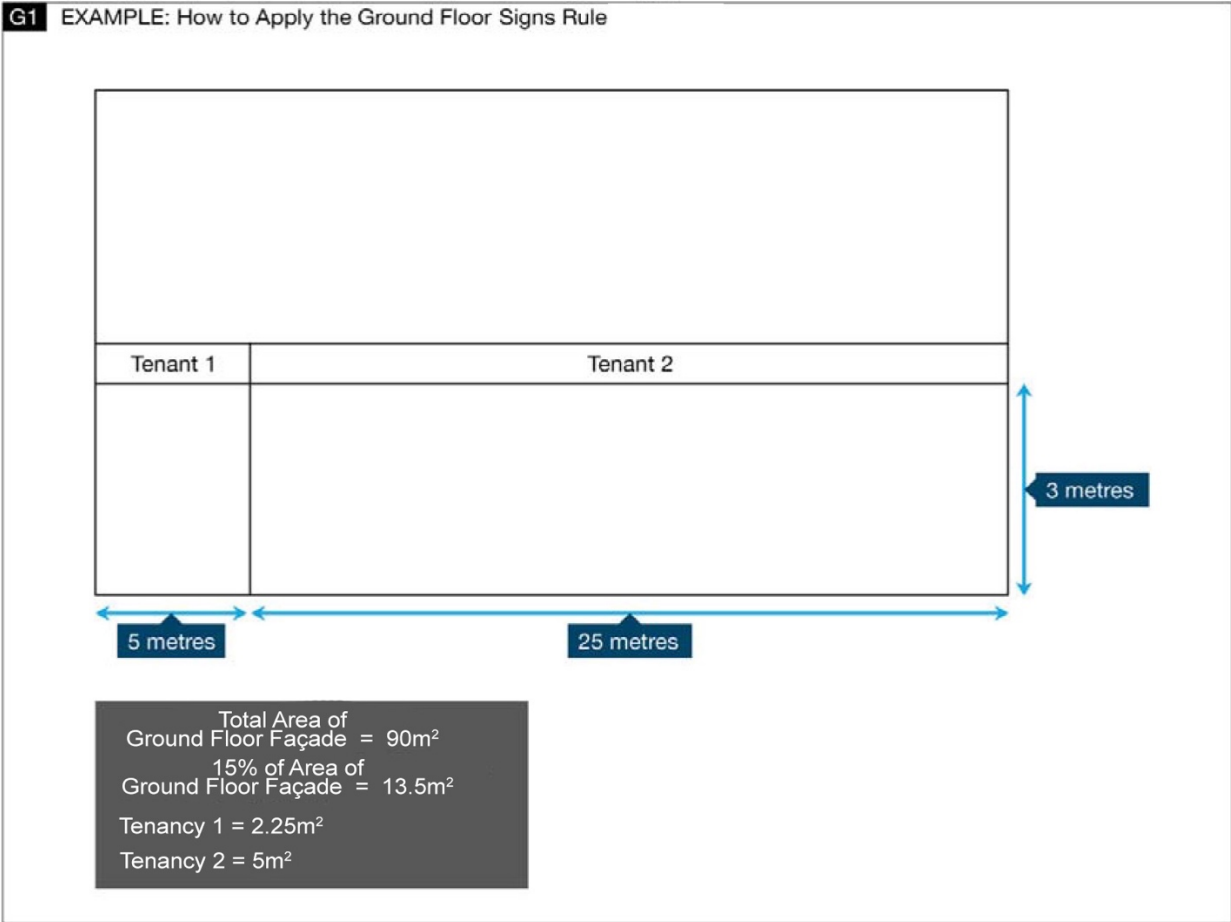 G1 EXAMPLE: How to Apply the Ground Floor Signs Rule
Tenant 1
Tenant 2
3 metres
5 metres
25 metres
Total Area of
Ground Floor Façade = 90m²
15% of Area of
Ground Floor Façade = 13.5m²
Tenancy 1 = 2.25m²
Tenancy 2 = 5m²